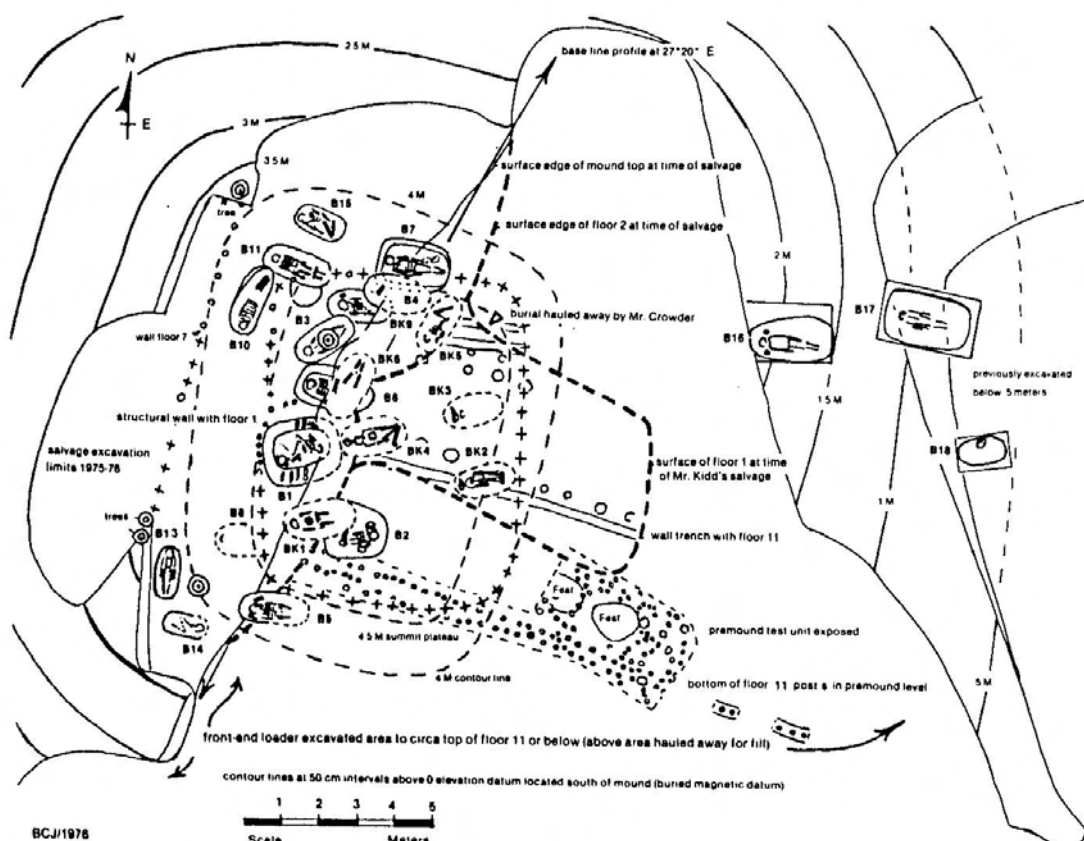 base line profile at 27°20" E
N
E
2.5 M
3 M
3.5 M
4 M
surface edge of mound top at time of salvage
surface edge of floor 2 at time of salvage
tree
B15
B7
B11
B4
2 M
B17
B3
BK9
burial hauled away by Mr. Crowder
B16
wall floor 7
B10
BK6
BK5
previously excavated
below .5 meters
BK3
structural wall with floor 1
B6
1.5 M
salvage excavation
limits 1975-76
BK4
BK2
surface of floor 1 at time
of Mr. Kidd's salvage
B18
B1
1 M
trees
B8
wall trench with floor 11
B13
BK1
B2
Feat
Feat
B5
4.5 M summit plateau
premound test unit exposed
B14
4 M contour line
bottom of floor 11 posts in premound level
.5 M
front-end loader excavated area to circa top of floor 11 or below (above area hauled away for fill)
contour lines at 50 cm intervals above 0 elevation datum located south of mound (buried magnetic datum)
1 2 3 4 5
Scale Meters
BCJ/1976